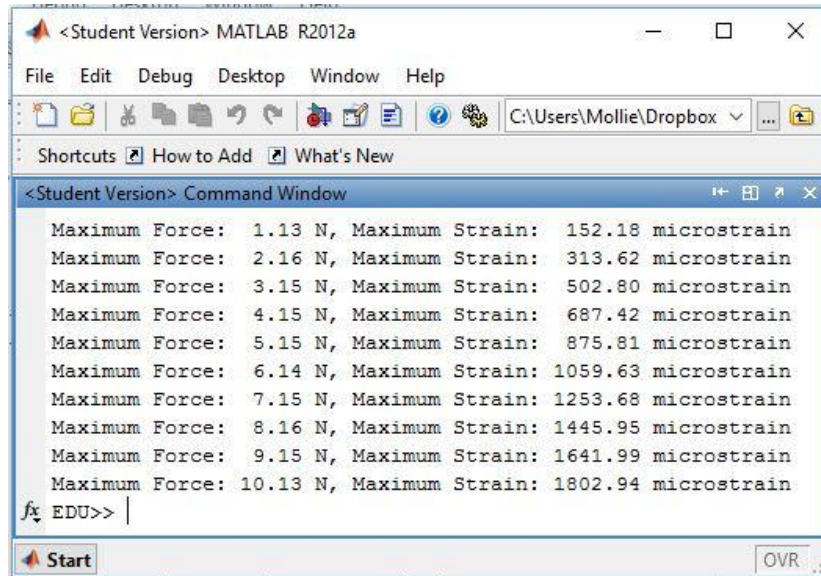 <Student Version> MATLAB R2012a
File Edit Debug Desktop Window Help
C:\Users\Mollie\Dropbox ...
Shortcuts How to Add What's New
<Student Version> Command Window
Maximum Force: 1.13 N, Maximum Strain: 152.18 microstrain
Maximum Force: 2.16 N, Maximum Strain: 313.62 microstrain
Maximum Force: 3.15 N, Maximum Strain: 502.80 microstrain
Maximum Force: 4.15 N, Maximum Strain: 687.42 microstrain
Maximum Force: 5.15 N, Maximum Strain: 875.81 microstrain
Maximum Force: 6.14 N, Maximum Strain: 1059.63 microstrain
Maximum Force: 7.15 N, Maximum Strain: 1253.68 microstrain
Maximum Force: 8.16 N, Maximum Strain: 1445.95 microstrain
Maximum Force: 9.15 N, Maximum Strain: 1641.99 microstrain
Maximum Force: 10.13 N, Maximum Strain: 1802.94 microstrain
fx EDU>>
Start OVR